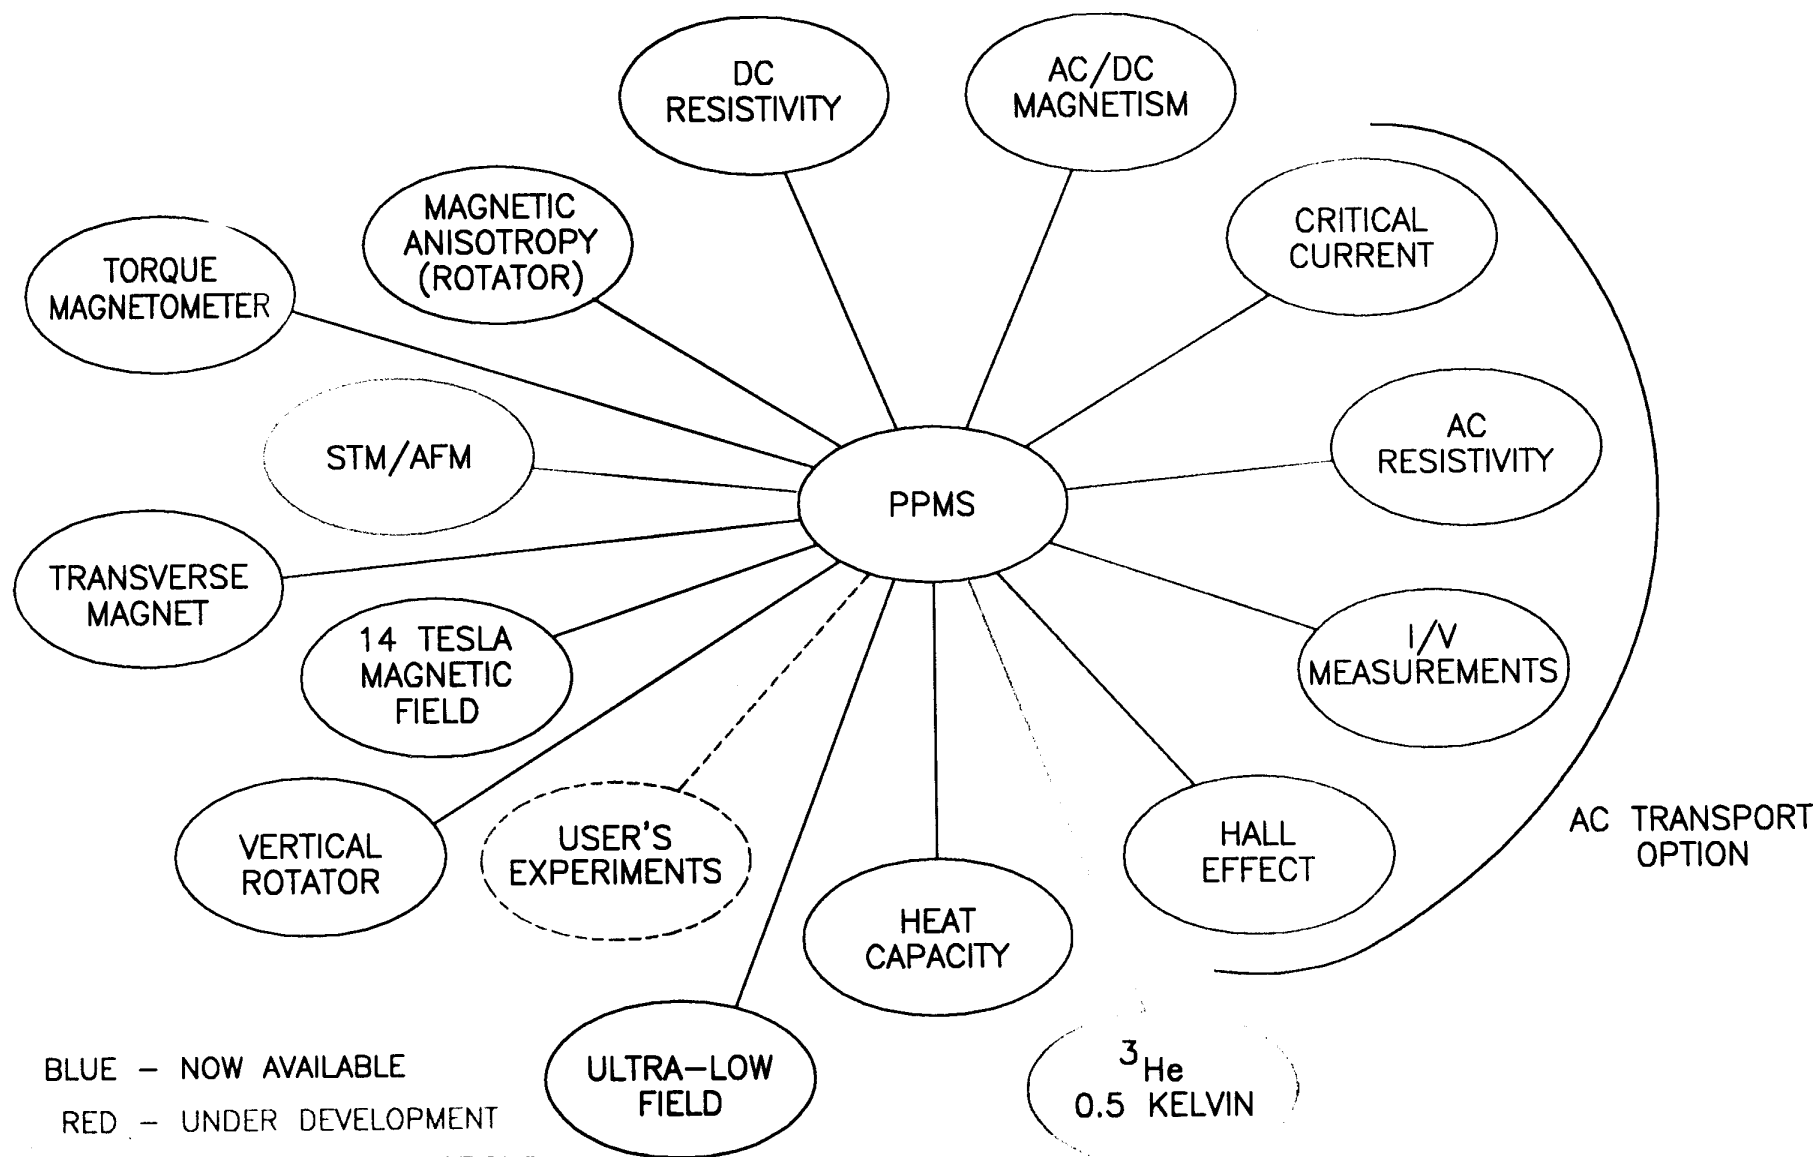 DC
RESISTIVITY
AC/DC
MAGNETISM
MAGNETIC
ANISOTROPY
(ROTATOR)
CRITICAL
CURRENT
TORQUE
MAGNETOMETER
STM/AFM
AC
RESISTIVITY
PPMS
TRANSVERSE
MAGNET
14 TESLA
MAGNETIC
FIELD
I/V
MEASUREMENTS
VERTICAL
ROTATOR
USER'S
EXPERIMENTS
HALL
EFFECT
AC TRANSPORT
OPTION
HEAT
CAPACITY
ULTRA-LOW
FIELD
³He
0.5 KELVIN
BLUE – NOW AVAILABLE
RED – UNDER DEVELOPMENT